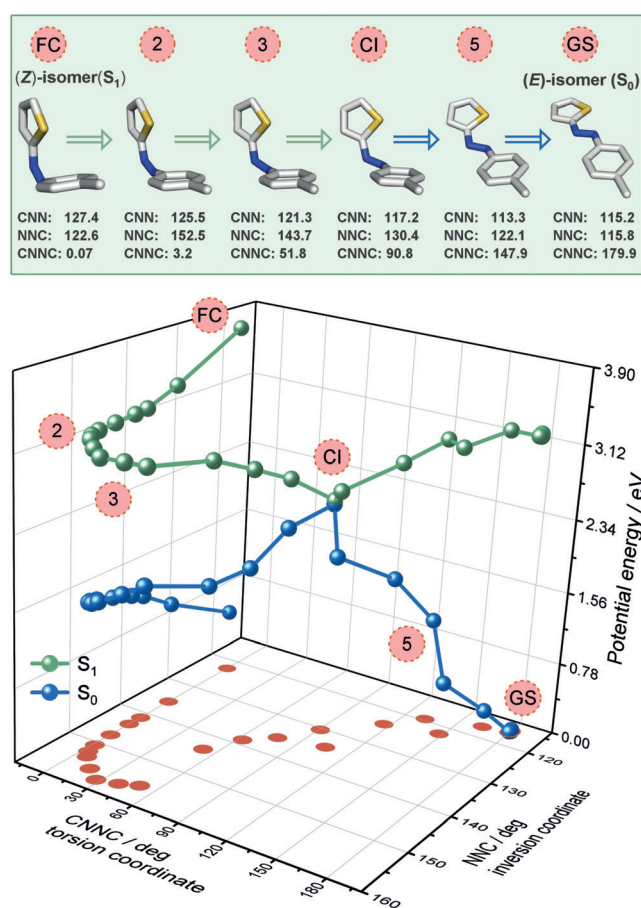 FC 2 3 CI 5 GS
(Z)-isomer(S1) (E)-isomer (S0)
CNN: 127.4 CNN: 125.5 CNN: 121.3 CNN: 117.2 CNN: 113.3 CNN: 115.2
NNC: 122.6 NNC: 152.5 NNC: 143.7 NNC: 130.4 NNC: 122.1 NNC: 115.8
CNNC: 0.07 CNNC: 3.2 CNNC: 51.8 CNNC: 90.8 CNNC: 147.9 CNNC: 179.9
FC
3.90
2
CI
3.12
3
2.34
1.56
5
0.78
S1
S0
GS
0.00
0
30
60
90
120
150
180
120
130
140
150
160
CNNC / deg
torsion coordinate
NNC / deg
inversion coordinate
Potential energy / eV